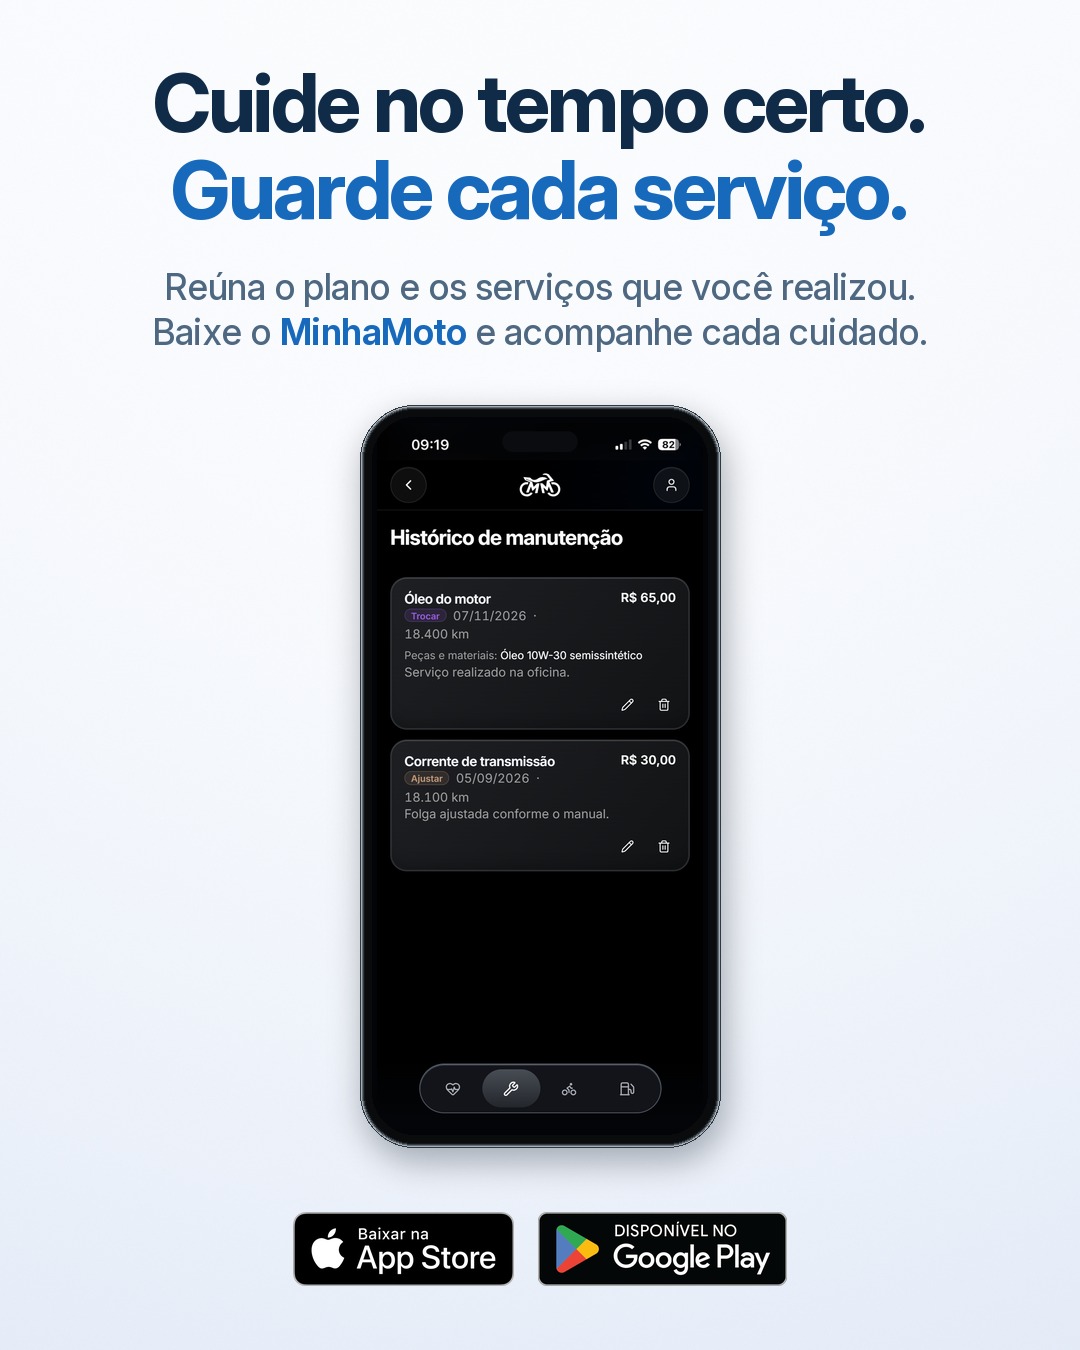 Cuide no tempo certo.
Guarde cada serviço.
Reúna o plano e os serviços que você realizou.
Baixe o MinhaMoto e acompanhe cada cuidado.
09:19
82
MM
Histórico de manutenção
Óleo do motor R$ 65,00
Trocar 07/11/2026 ·
18.400 km
Peças e materiais: Óleo 10W-30 semissintético
Serviço realizado na oficina.
Corrente de transmissão R$ 30,00
Ajustar 05/09/2026 ·
18.100 km
Folga ajustada conforme o manual.
Baixar na
App Store
DISPONÍVEL NO
Google Play